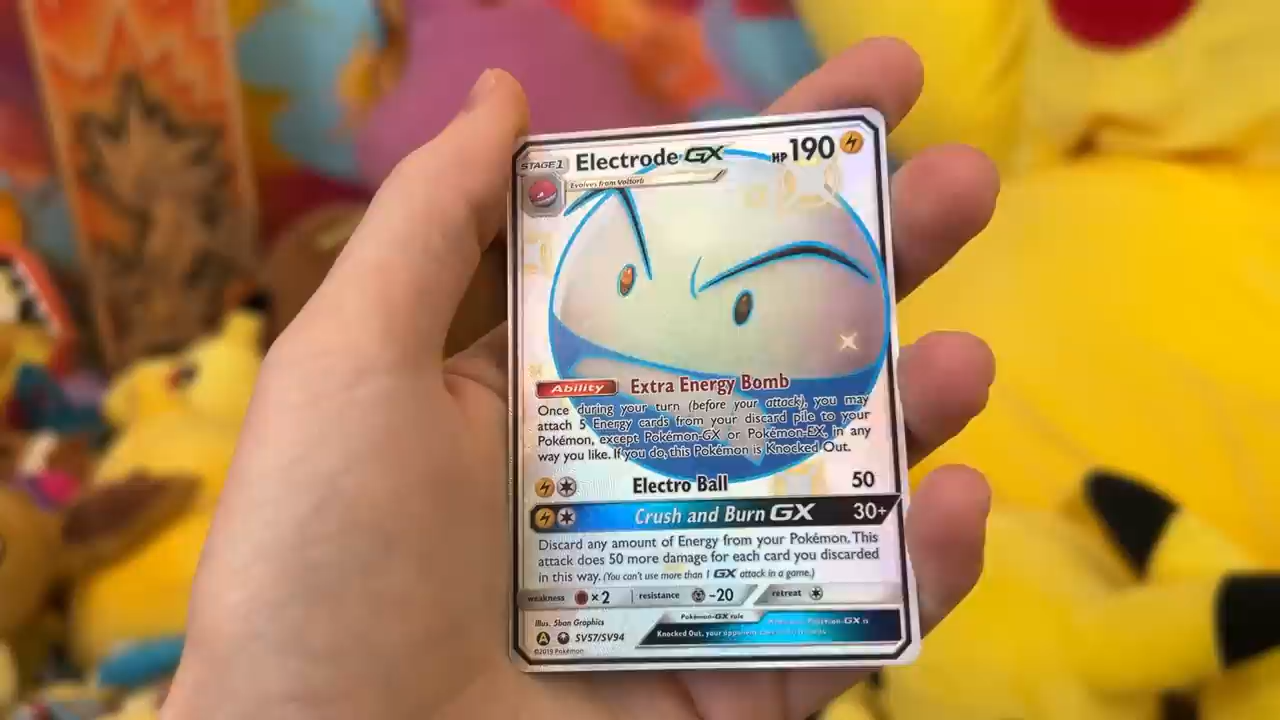 STAGE 1 Electrode GX HP 190
Evolves from Voltorb
Ability Extra Energy Bomb
Once during your turn (before your attack), you may
attach 5 Energy cards from your discard pile to your
Pokémon, except Pokémon-GX or Pokémon-EX, in any
way you like. If you do, this Pokémon is Knocked Out.
Electro Ball 50
Crush and Burn GX 30+
Discard any amount of Energy from your Pokémon. This
attack does 50 more damage for each card you discarded
in this way. (You can't use more than 1 GX attack in a game.)
weakness ×2 resistance -20 retreat
Illus. 5ban Graphics
Pokémon-GX rule
Pokémon-GX is
Knocked Out, your opponent
A SV57/SV94
©2019 Pokémon